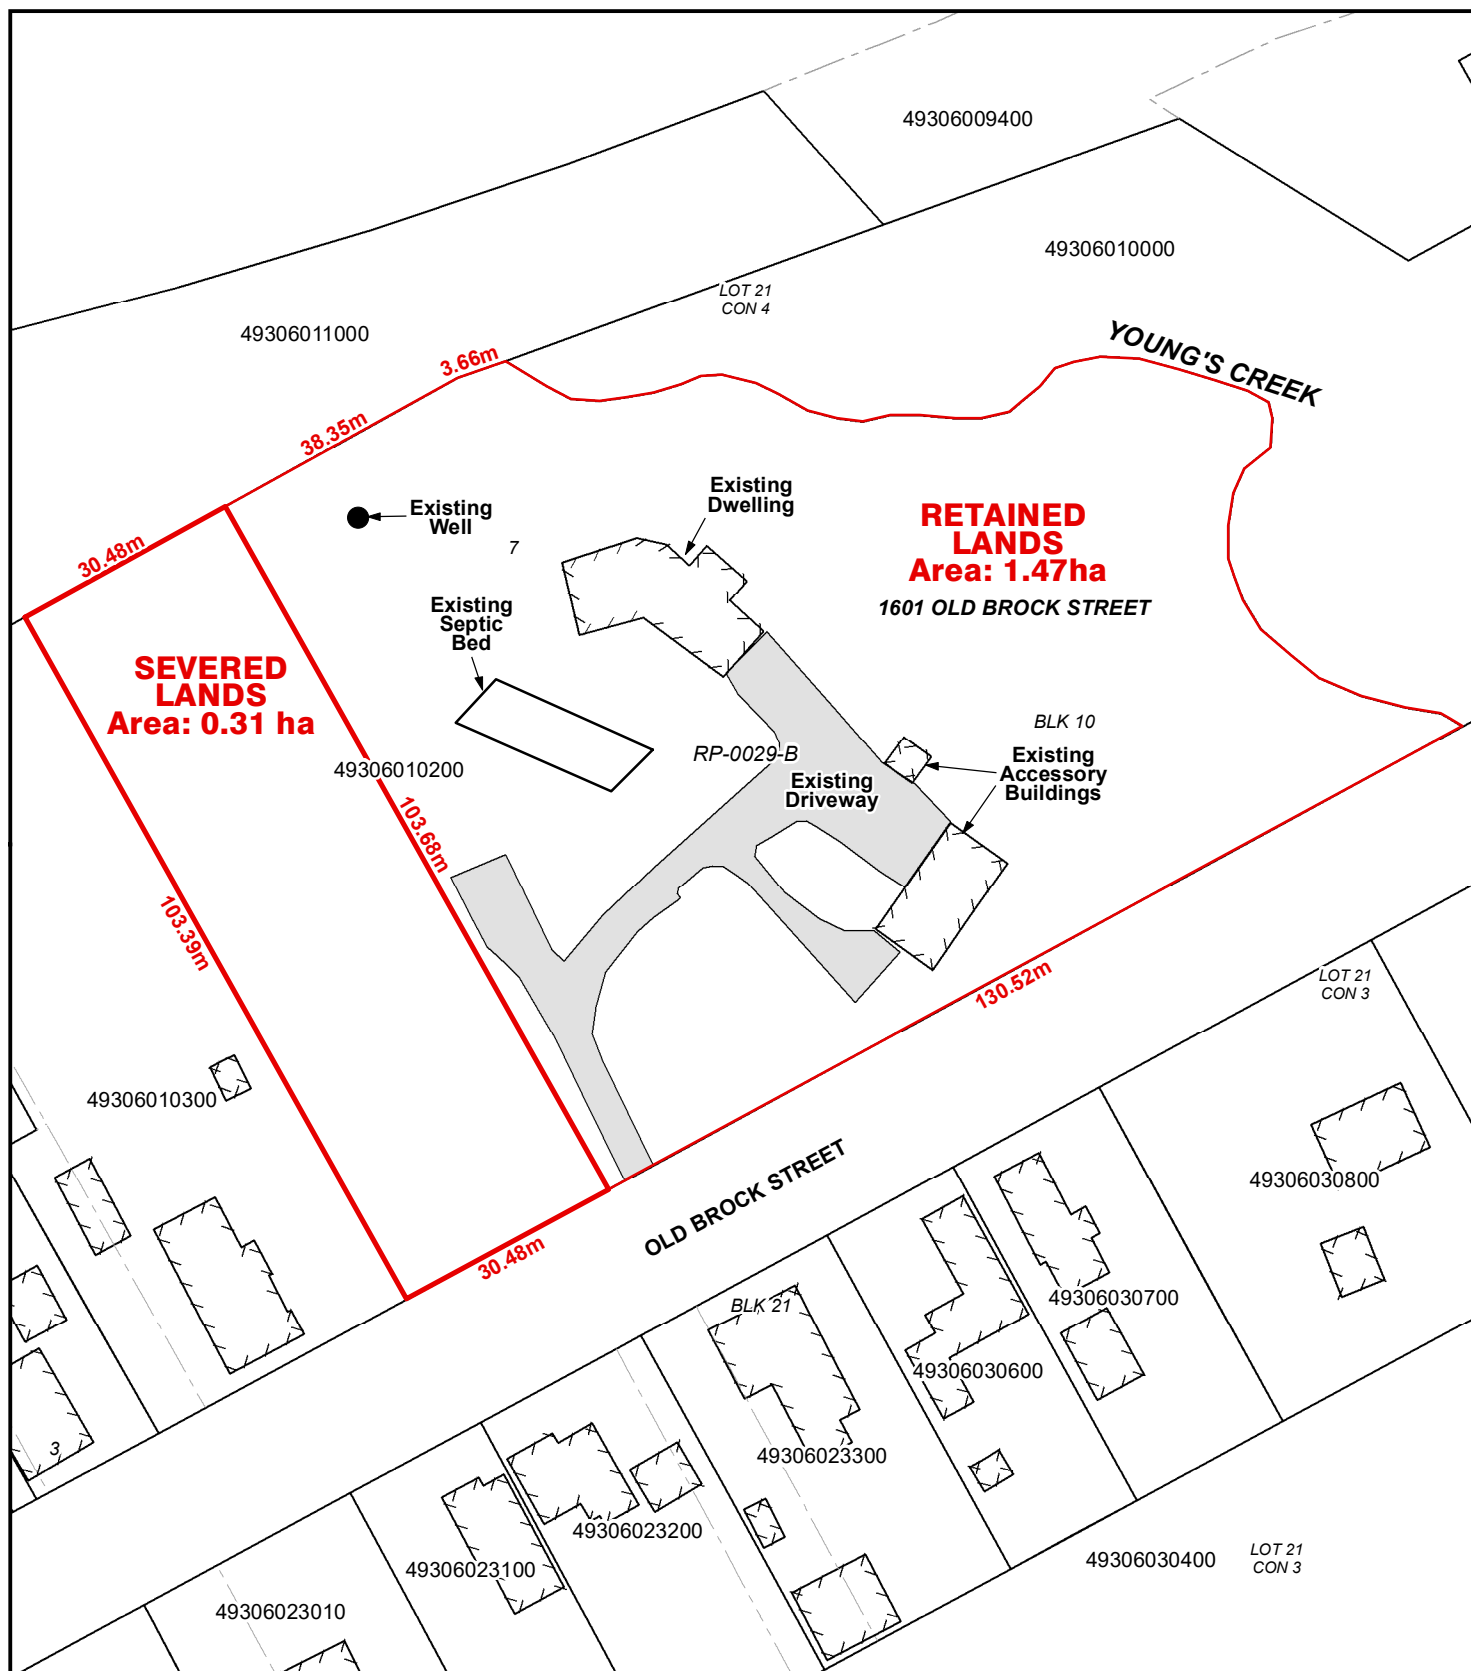 49306009400
49306010000
LOT 21
CON 4
49306011000
YOUNG'S CREEK
3.66m
38.35m
30.48m
Existing
Well
7
Existing
Dwelling
RETAINED
LANDS
Area: 1.47ha
1601 OLD BROCK STREET
Existing
Septic
Bed
SEVERED
LANDS
Area: 0.31 ha
49306010200
RP-0029-B
BLK 10
Existing
Accessory
Buildings
Existing
Driveway
103.68m
103.39m
130.52m
LOT 21
CON 3
49306010300
OLD BROCK STREET
30.48m
49306030800
BLK 21
49306030700
49306030600
3
49306023300
49306023200
49306023100
49306030400
LOT 21
CON 3
49306023010